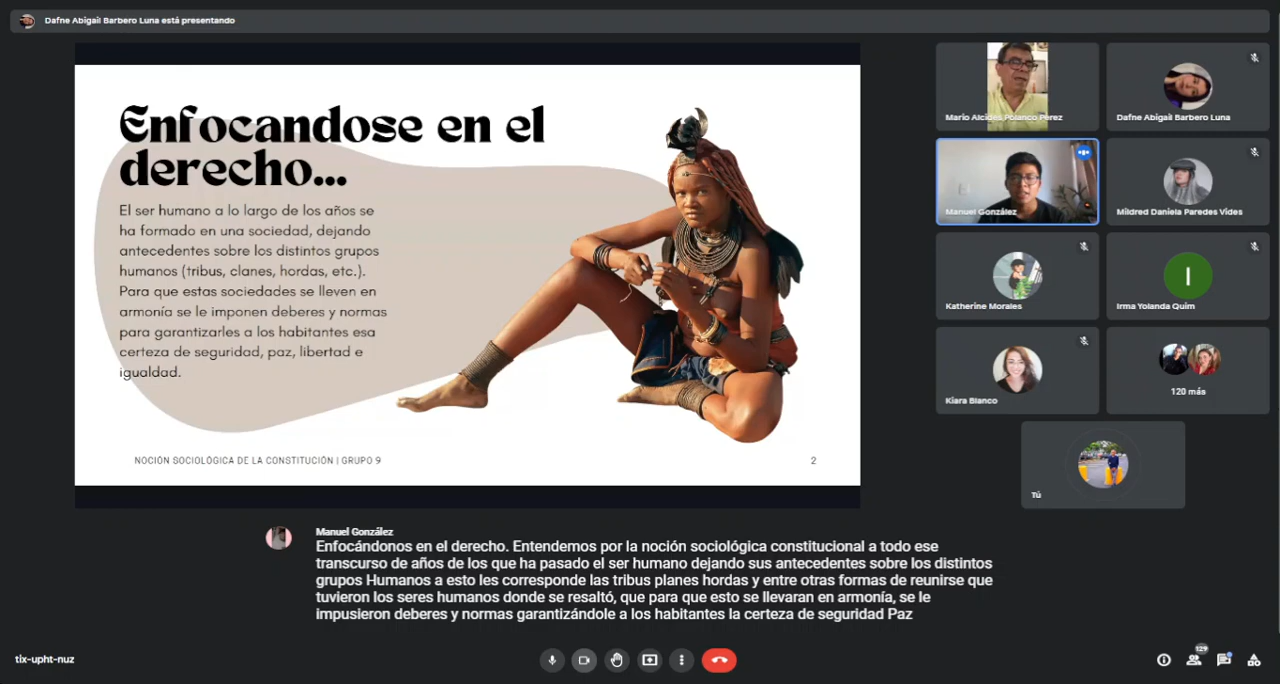 Dafne Abigail Barbero Luna está presentando
Enfocandose en el
derecho...
El ser humano a lo largo de los años se
ha formado en una sociedad, dejando
antecedentes sobre los distintos grupos
humanos (tribus, clanes, hordas, etc.).
Para que estas sociedades se lleven en
armonía se le imponen deberes y normas
para garantizarles a los habitantes esa
certeza de seguridad, paz, libertad e
igualdad.
NOCIÓN SOCIOLÓGICA DE LA CONSTITUCIÓN | GRUPO 9
2
Mario Alcides Polanco Perez
Dafne Abigail Barbero Luna
Manuel González
Mildred Daniela Paredes Vides
Katherine Morales
I
Irma Yolanda Quim
Kiara Blanco
120 más
Tú
Manuel González
Enfocándonos en el derecho. Entendemos por la noción sociológica constitucional a todo ese
transcurso de años de los que ha pasado el ser humano dejando sus antecedentes sobre los distintos
grupos Humanos a esto les corresponde las tribus planes hordas y entre otras formas de reunirse que
tuvieron los seres humanos donde se resaltó, que para que esto se llevaran en armonía, se le
impusieron deberes y normas garantizándole a los habitantes la certeza de seguridad Paz
tix-upht-nuz
129